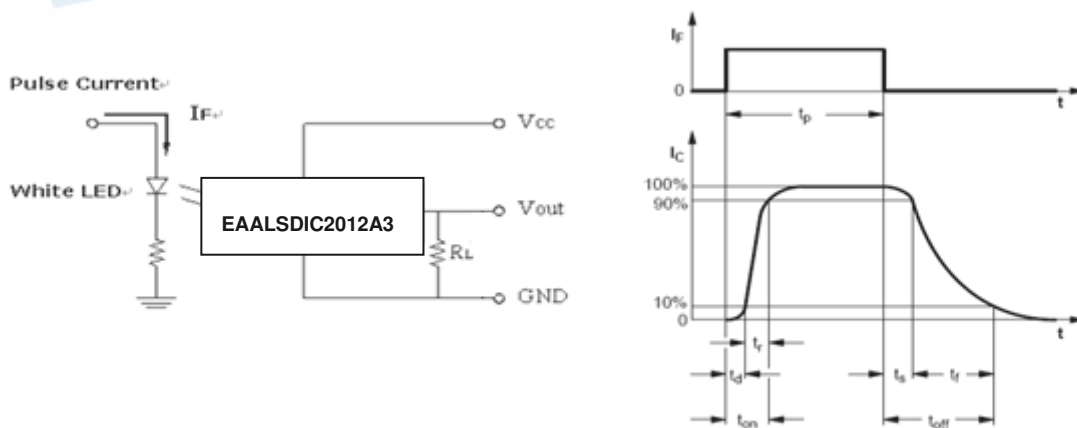 Pulse Current
IF
White LED
EAALSDIC2012A3
Vcc
Vout
RL
GND
IF
0
t
tp
IC
100%
90%
10%
0
t
tr
td
ts
tf
ton
toff